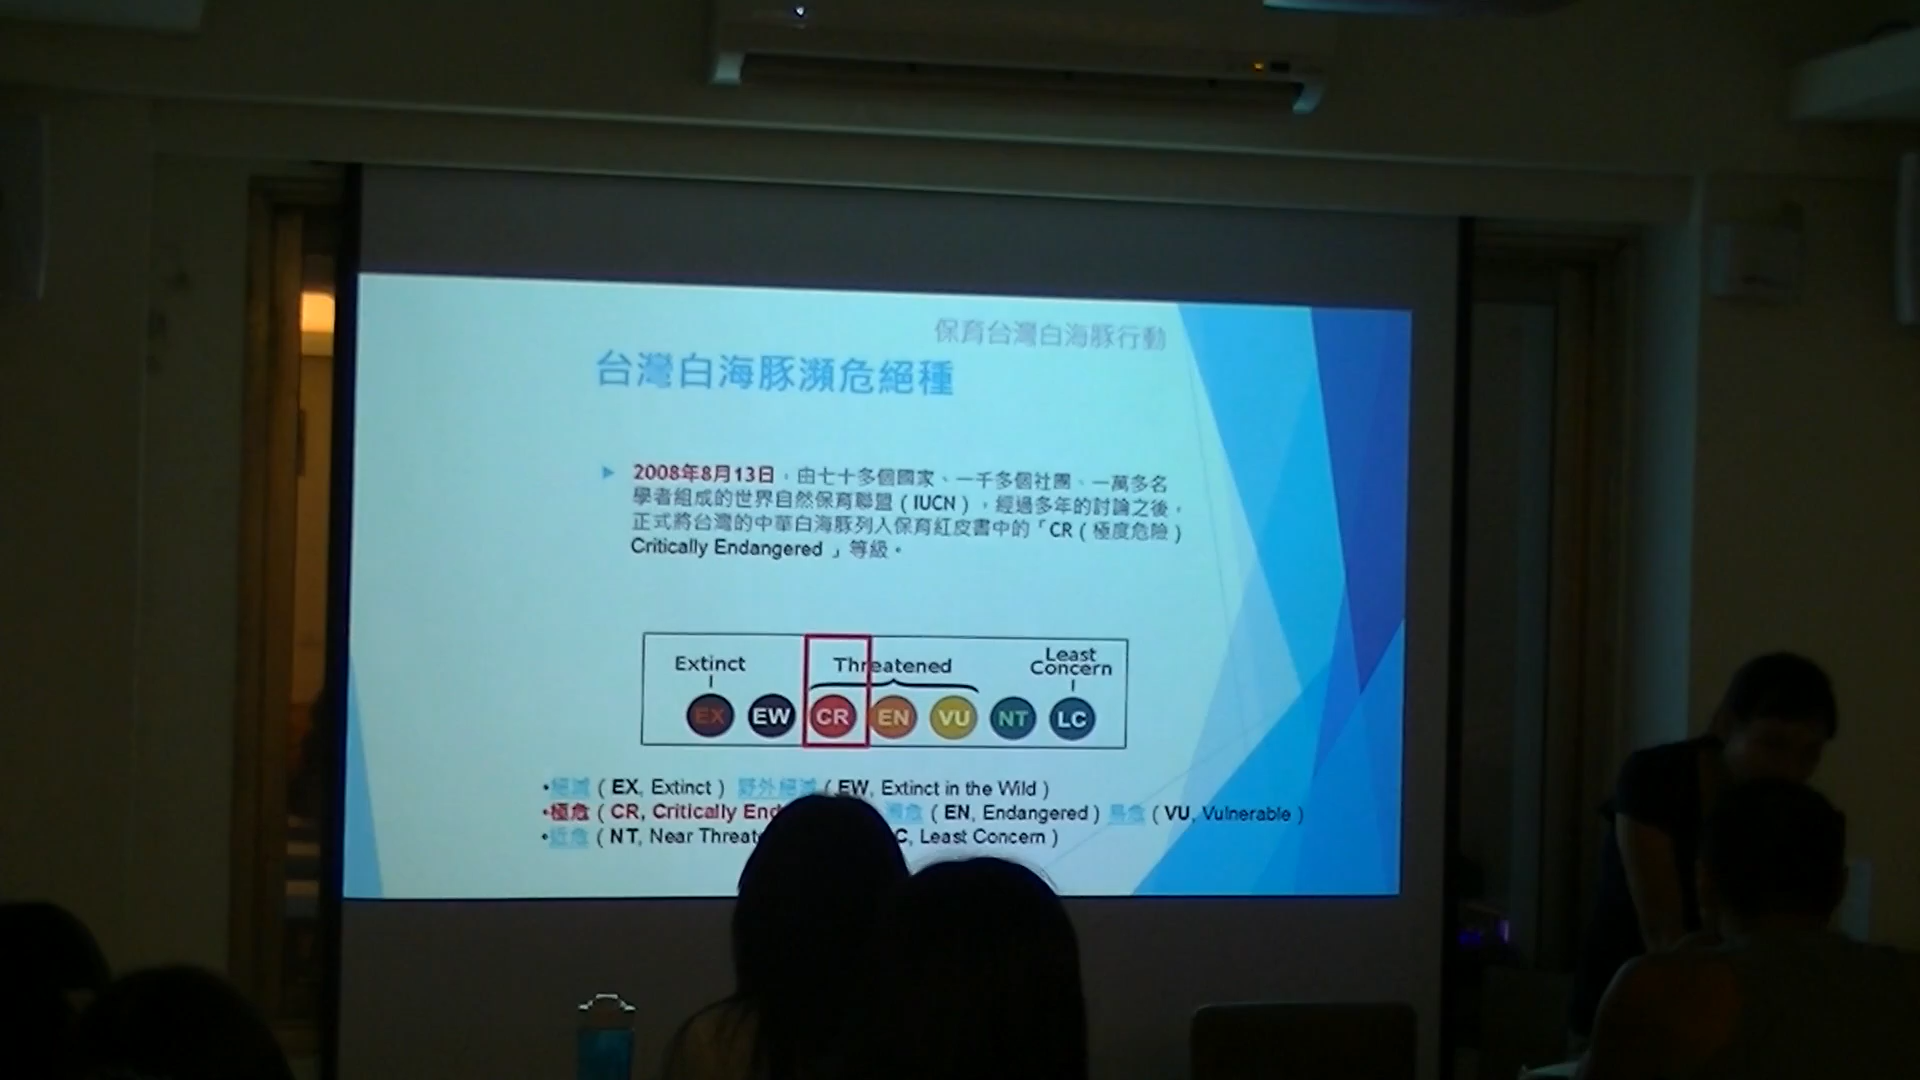 保育台灣白海豚行動
台灣白海豚瀕危絕種
2008年8月13日，由七十多個國家、一千多個社團、一萬多名
學者組成的世界自然保育聯盟（IUCN），經過多年的討論之後，
正式將台灣的中華白海豚列入保育紅皮書中的「CR（極度危險）
Critically Endangered 」等級。
Extinct Threatened Least Concern
EX EW CR EN VU NT LC
•絕滅（EX, Extinct） 野外絕滅（EW, Extinct in the Wild）
•極危（CR, Critically 瀕危（EN, Endangered）易危（VU, Vulnerable）
•近危（NT, Near Least Concern）